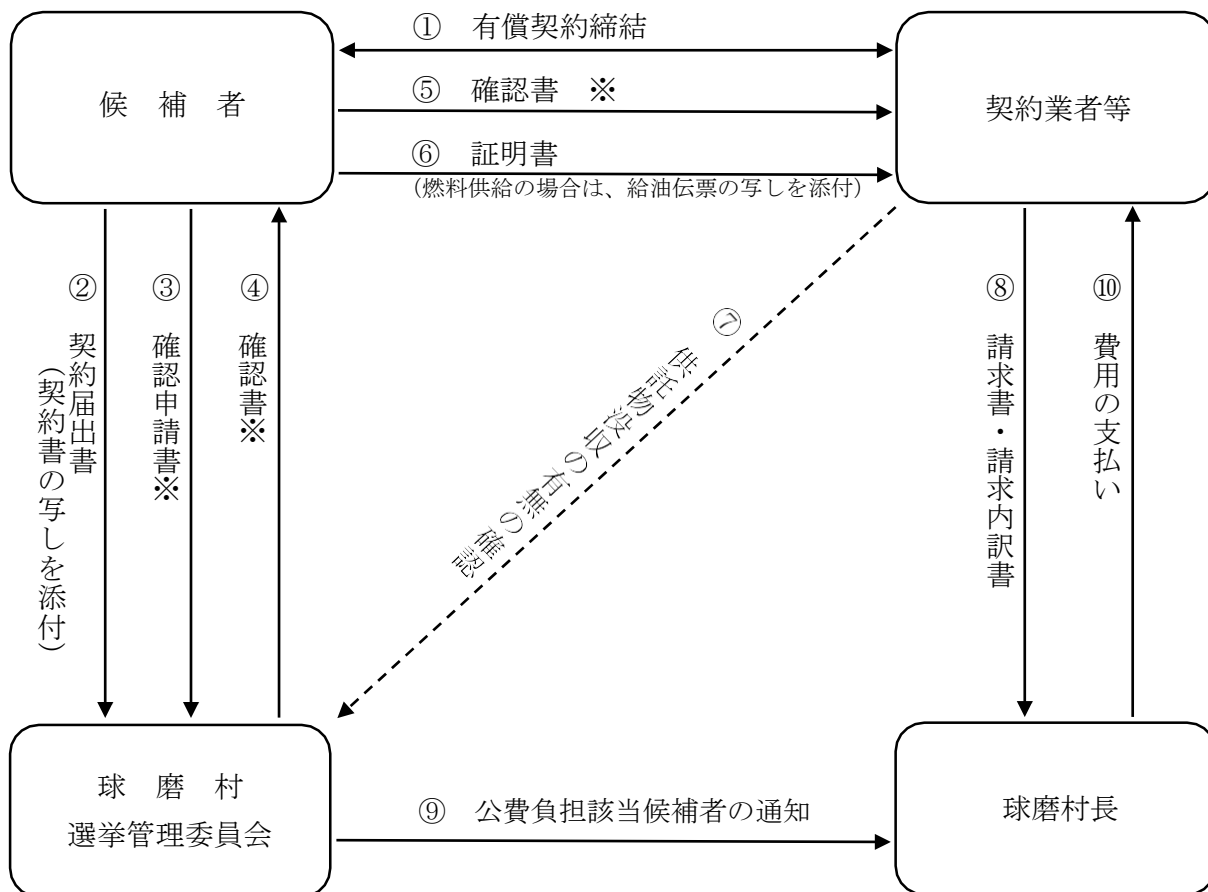 ① 有償契約締結
候 補 者
⑤ 確認書 ※
契約業者等
⑥ 証明書
(燃料供給の場合は、給油伝票の写しを添付)
② 契約届出書
(契約書の写しを添付)
③ 確認申請書※
④ 確認書※
⑦ 供託物没収の有無の確認
⑧ 請求書・請求内訳書
⑩ 費用の支払い
球 磨 村
選挙管理委員会
⑨ 公費負担該当候補者の通知
球磨村長